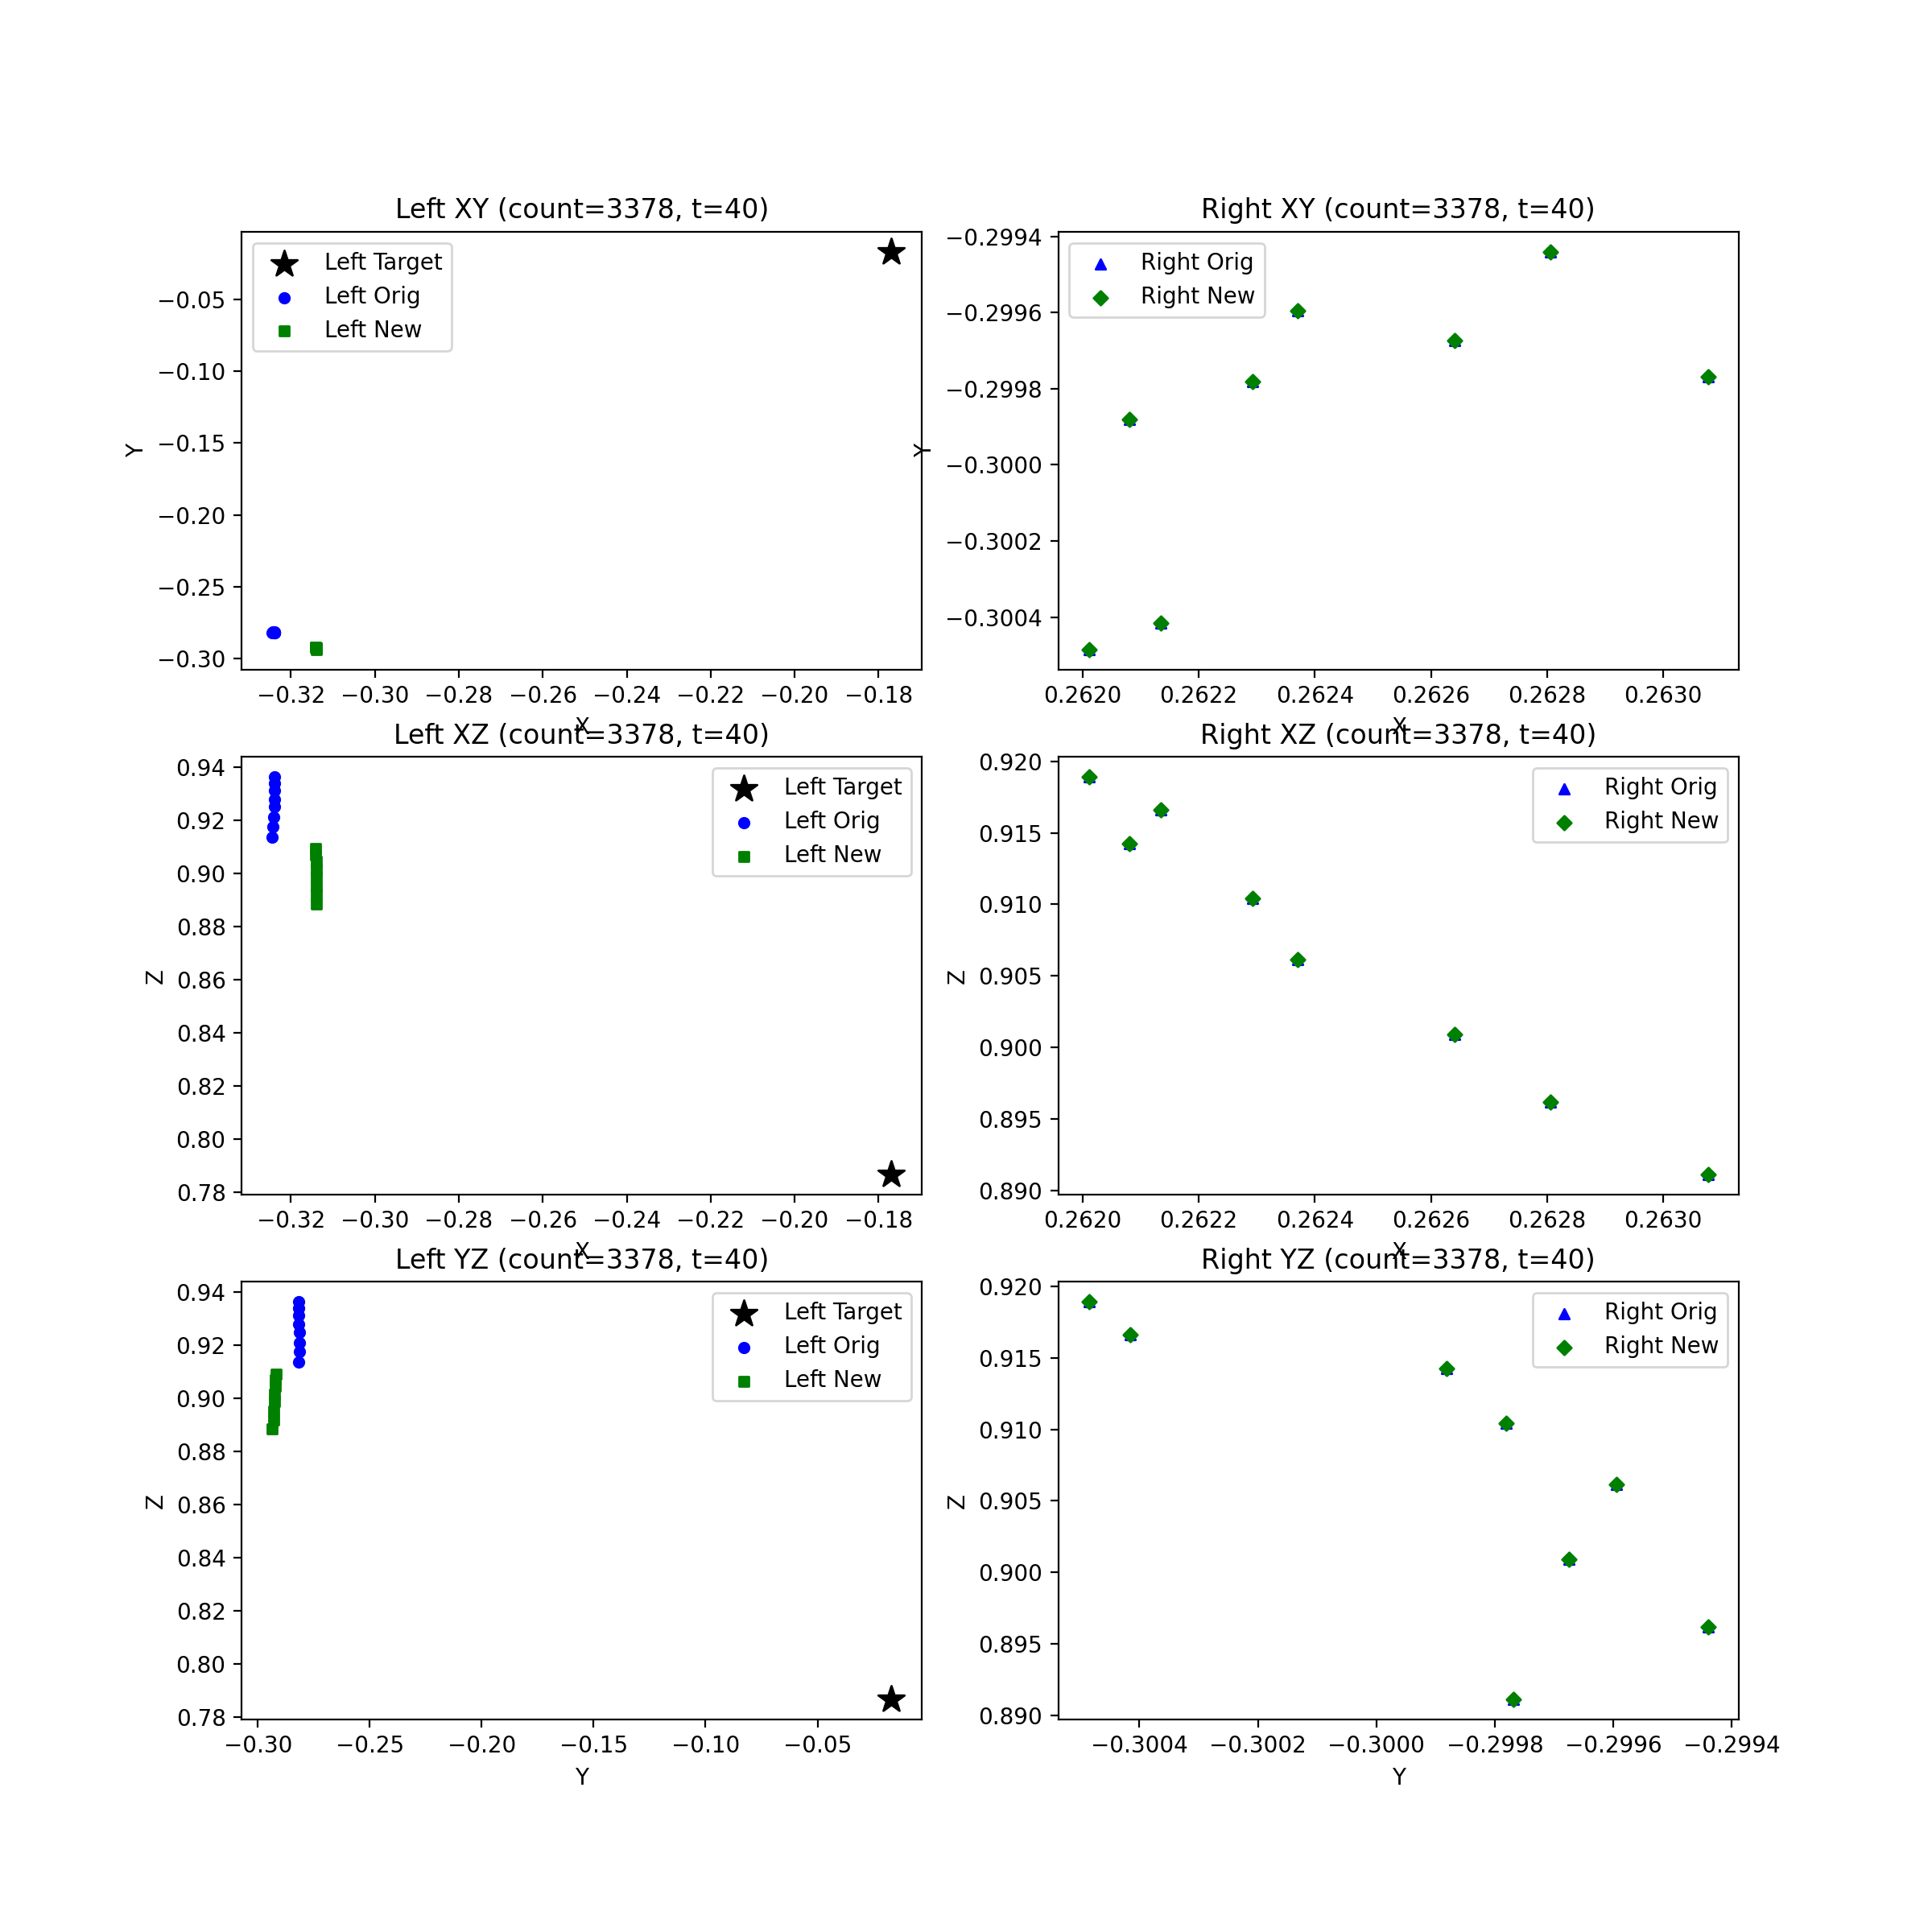 Left XY (count=3378, t=40)
Left Target
Left Orig
Left New
−0.05
−0.10
−0.15
−0.20
−0.25
−0.30
Y
−0.32
−0.30
−0.28
−0.26
−0.24
−0.22
−0.20
−0.18
X
Right XY (count=3378, t=40)
Right Orig
Right New
−0.2994
−0.2996
−0.2998
−0.3000
−0.3002
−0.3004
Y
0.2620
0.2622
0.2624
0.2626
0.2628
0.2630
X
Left XZ (count=3378, t=40)
Left Target
Left Orig
Left New
0.94
0.92
0.90
0.88
0.86
0.84
0.82
0.80
0.78
Z
−0.32
−0.30
−0.28
−0.26
−0.24
−0.22
−0.20
−0.18
X
Right XZ (count=3378, t=40)
Right Orig
Right New
0.920
0.915
0.910
0.905
0.900
0.895
0.890
Z
0.2620
0.2622
0.2624
0.2626
0.2628
0.2630
X
Left YZ (count=3378, t=40)
Left Target
Left Orig
Left New
0.94
0.92
0.90
0.88
0.86
0.84
0.82
0.80
0.78
Z
−0.30
−0.25
−0.20
−0.15
−0.10
−0.05
Y
Right YZ (count=3378, t=40)
Right Orig
Right New
0.920
0.915
0.910
0.905
0.900
0.895
0.890
Z
−0.3004
−0.3002
−0.3000
−0.2998
−0.2996
−0.2994
Y